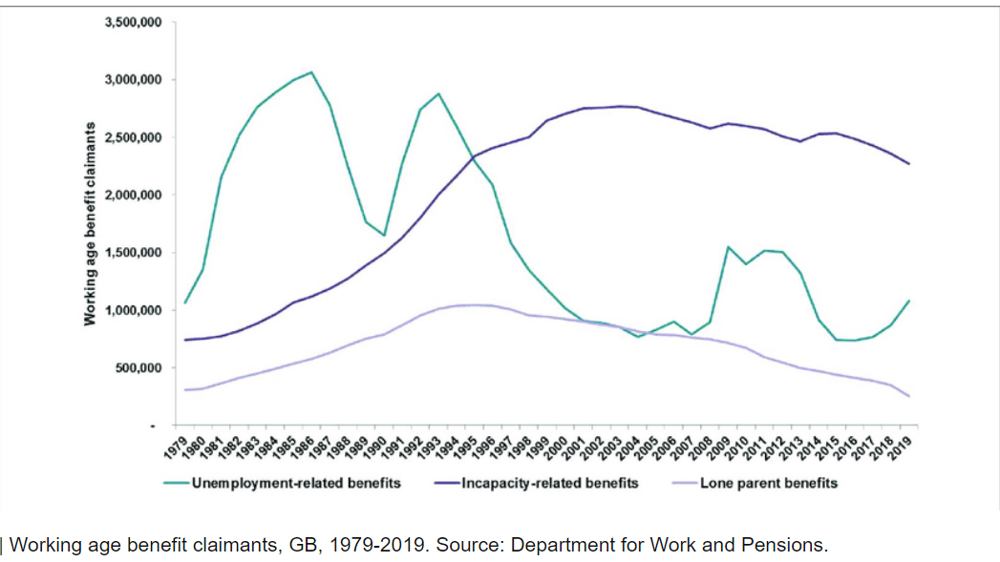 3,500,000
3,000,000
2,500,000
2,000,000
1,500,000
1,000,000
500,000
-
Working age benefit claimants
1979 1980 1981 1982 1983 1984 1985 1986 1987 1988 1989 1990 1991 1992 1993 1994 1995 1996 1997 1998 1999 2000 2001 2002 2003 2004 2005 2006 2007 2008 2009 2010 2011 2012 2013 2014 2015 2016 2017 2018 2019
Unemployment-related benefits Incapacity-related benefits Lone parent benefits
Working age benefit claimants, GB, 1979-2019. Source: Department for Work and Pensions.